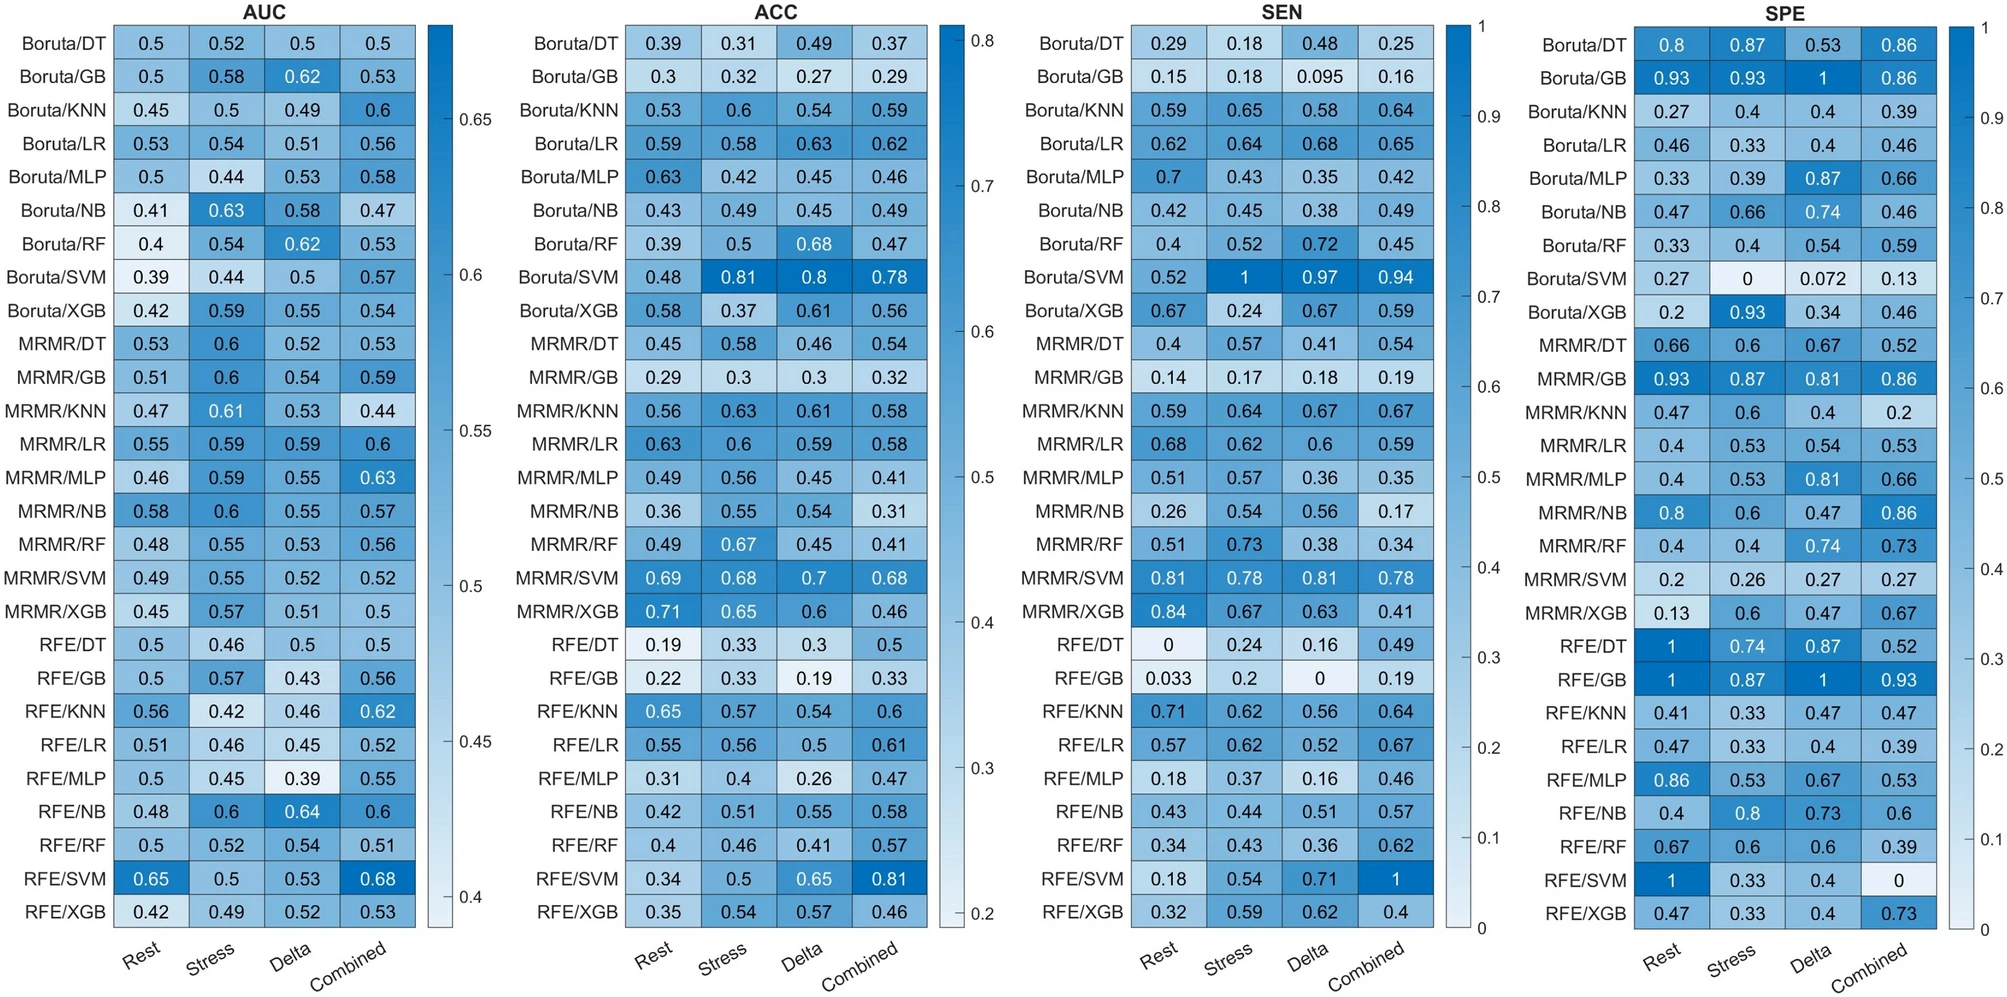 AUC
Boruta/DT 0.5 0.52 0.5 0.5
Boruta/GB 0.5 0.58 0.62 0.53
Boruta/KNN 0.45 0.5 0.49 0.6
Boruta/LR 0.53 0.54 0.51 0.56
Boruta/MLP 0.5 0.44 0.53 0.58
Boruta/NB 0.41 0.63 0.58 0.47
Boruta/RF 0.4 0.54 0.62 0.53
Boruta/SVM 0.39 0.44 0.5 0.57
Boruta/XGB 0.42 0.59 0.55 0.54
MRMR/DT 0.53 0.6 0.52 0.53
MRMR/GB 0.51 0.6 0.54 0.59
MRMR/KNN 0.47 0.61 0.53 0.44
MRMR/LR 0.55 0.59 0.59 0.6
MRMR/MLP 0.46 0.59 0.55 0.63
MRMR/NB 0.58 0.6 0.55 0.57
MRMR/RF 0.48 0.55 0.53 0.56
MRMR/SVM 0.49 0.55 0.52 0.52
MRMR/XGB 0.45 0.57 0.51 0.5
RFE/DT 0.5 0.46 0.5 0.5
RFE/GB 0.5 0.57 0.43 0.56
RFE/KNN 0.56 0.42 0.46 0.62
RFE/LR 0.51 0.46 0.45 0.52
RFE/MLP 0.5 0.45 0.39 0.55
RFE/NB 0.48 0.6 0.64 0.6
RFE/RF 0.5 0.52 0.54 0.51
RFE/SVM 0.65 0.5 0.53 0.68
RFE/XGB 0.42 0.49 0.52 0.53
Rest Stress Delta Combined
0.65
0.6
0.55
0.5
0.45
0.4
ACC
Boruta/DT 0.39 0.31 0.49 0.37
Boruta/GB 0.3 0.32 0.27 0.29
Boruta/KNN 0.53 0.6 0.54 0.59
Boruta/LR 0.59 0.58 0.63 0.62
Boruta/MLP 0.63 0.42 0.45 0.46
Boruta/NB 0.43 0.49 0.45 0.49
Boruta/RF 0.39 0.5 0.68 0.47
Boruta/SVM 0.48 0.81 0.8 0.78
Boruta/XGB 0.58 0.37 0.61 0.56
MRMR/DT 0.45 0.58 0.46 0.54
MRMR/GB 0.29 0.3 0.3 0.32
MRMR/KNN 0.56 0.63 0.61 0.58
MRMR/LR 0.63 0.6 0.59 0.58
MRMR/MLP 0.49 0.56 0.45 0.41
MRMR/NB 0.36 0.55 0.54 0.31
MRMR/RF 0.49 0.67 0.45 0.41
MRMR/SVM 0.69 0.68 0.7 0.68
MRMR/XGB 0.71 0.65 0.6 0.46
RFE/DT 0.19 0.33 0.3 0.5
RFE/GB 0.22 0.33 0.19 0.33
RFE/KNN 0.65 0.57 0.54 0.6
RFE/LR 0.55 0.56 0.5 0.61
RFE/MLP 0.31 0.4 0.26 0.47
RFE/NB 0.42 0.51 0.55 0.58
RFE/RF 0.4 0.46 0.41 0.57
RFE/SVM 0.34 0.5 0.65 0.81
RFE/XGB 0.35 0.54 0.57 0.46
Rest Stress Delta Combined
0.8
0.7
0.6
0.5
0.4
0.3
0.2
SEN
Boruta/DT 0.29 0.18 0.48 0.25
Boruta/GB 0.15 0.18 0.095 0.16
Boruta/KNN 0.59 0.65 0.58 0.64
Boruta/LR 0.62 0.64 0.68 0.65
Boruta/MLP 0.7 0.43 0.35 0.42
Boruta/NB 0.42 0.45 0.38 0.49
Boruta/RF 0.4 0.52 0.72 0.45
Boruta/SVM 0.52 1 0.97 0.94
Boruta/XGB 0.67 0.24 0.67 0.59
MRMR/DT 0.4 0.57 0.41 0.54
MRMR/GB 0.14 0.17 0.18 0.19
MRMR/KNN 0.59 0.64 0.67 0.67
MRMR/LR 0.68 0.62 0.6 0.59
MRMR/MLP 0.51 0.57 0.36 0.35
MRMR/NB 0.26 0.54 0.56 0.17
MRMR/RF 0.51 0.73 0.38 0.34
MRMR/SVM 0.81 0.78 0.81 0.78
MRMR/XGB 0.84 0.67 0.63 0.41
RFE/DT 0 0.24 0.16 0.49
RFE/GB 0.033 0.2 0 0.19
RFE/KNN 0.71 0.62 0.56 0.64
RFE/LR 0.57 0.62 0.52 0.67
RFE/MLP 0.18 0.37 0.16 0.46
RFE/NB 0.43 0.44 0.51 0.57
RFE/RF 0.34 0.43 0.36 0.62
RFE/SVM 0.18 0.54 0.71 1
RFE/XGB 0.32 0.59 0.62 0.4
Rest Stress Delta Combined
1
0.9
0.8
0.7
0.6
0.5
0.4
0.3
0.2
0.1
0
SPE
Boruta/DT 0.8 0.87 0.53 0.86
Boruta/GB 0.93 0.93 1 0.86
Boruta/KNN 0.27 0.4 0.4 0.39
Boruta/LR 0.46 0.33 0.4 0.46
Boruta/MLP 0.33 0.39 0.87 0.66
Boruta/NB 0.47 0.66 0.74 0.46
Boruta/RF 0.33 0.4 0.54 0.59
Boruta/SVM 0.27 0 0.072 0.13
Boruta/XGB 0.2 0.93 0.34 0.46
MRMR/DT 0.66 0.6 0.67 0.52
MRMR/GB 0.93 0.87 0.81 0.86
MRMR/KNN 0.47 0.6 0.4 0.2
MRMR/LR 0.4 0.53 0.54 0.53
MRMR/MLP 0.4 0.53 0.81 0.66
MRMR/NB 0.8 0.6 0.47 0.86
MRMR/RF 0.4 0.4 0.74 0.73
MRMR/SVM 0.2 0.26 0.27 0.27
MRMR/XGB 0.13 0.6 0.47 0.67
RFE/DT 1 0.74 0.87 0.52
RFE/GB 1 0.87 1 0.93
RFE/KNN 0.41 0.33 0.47 0.47
RFE/LR 0.47 0.33 0.4 0.39
RFE/MLP 0.86 0.53 0.67 0.53
RFE/NB 0.4 0.8 0.73 0.6
RFE/RF 0.67 0.6 0.6 0.39
RFE/SVM 1 0.33 0.4 0
RFE/XGB 0.47 0.33 0.4 0.73
Rest Stress Delta Combined
1
0.9
0.8
0.7
0.6
0.5
0.4
0.3
0.2
0.1
0